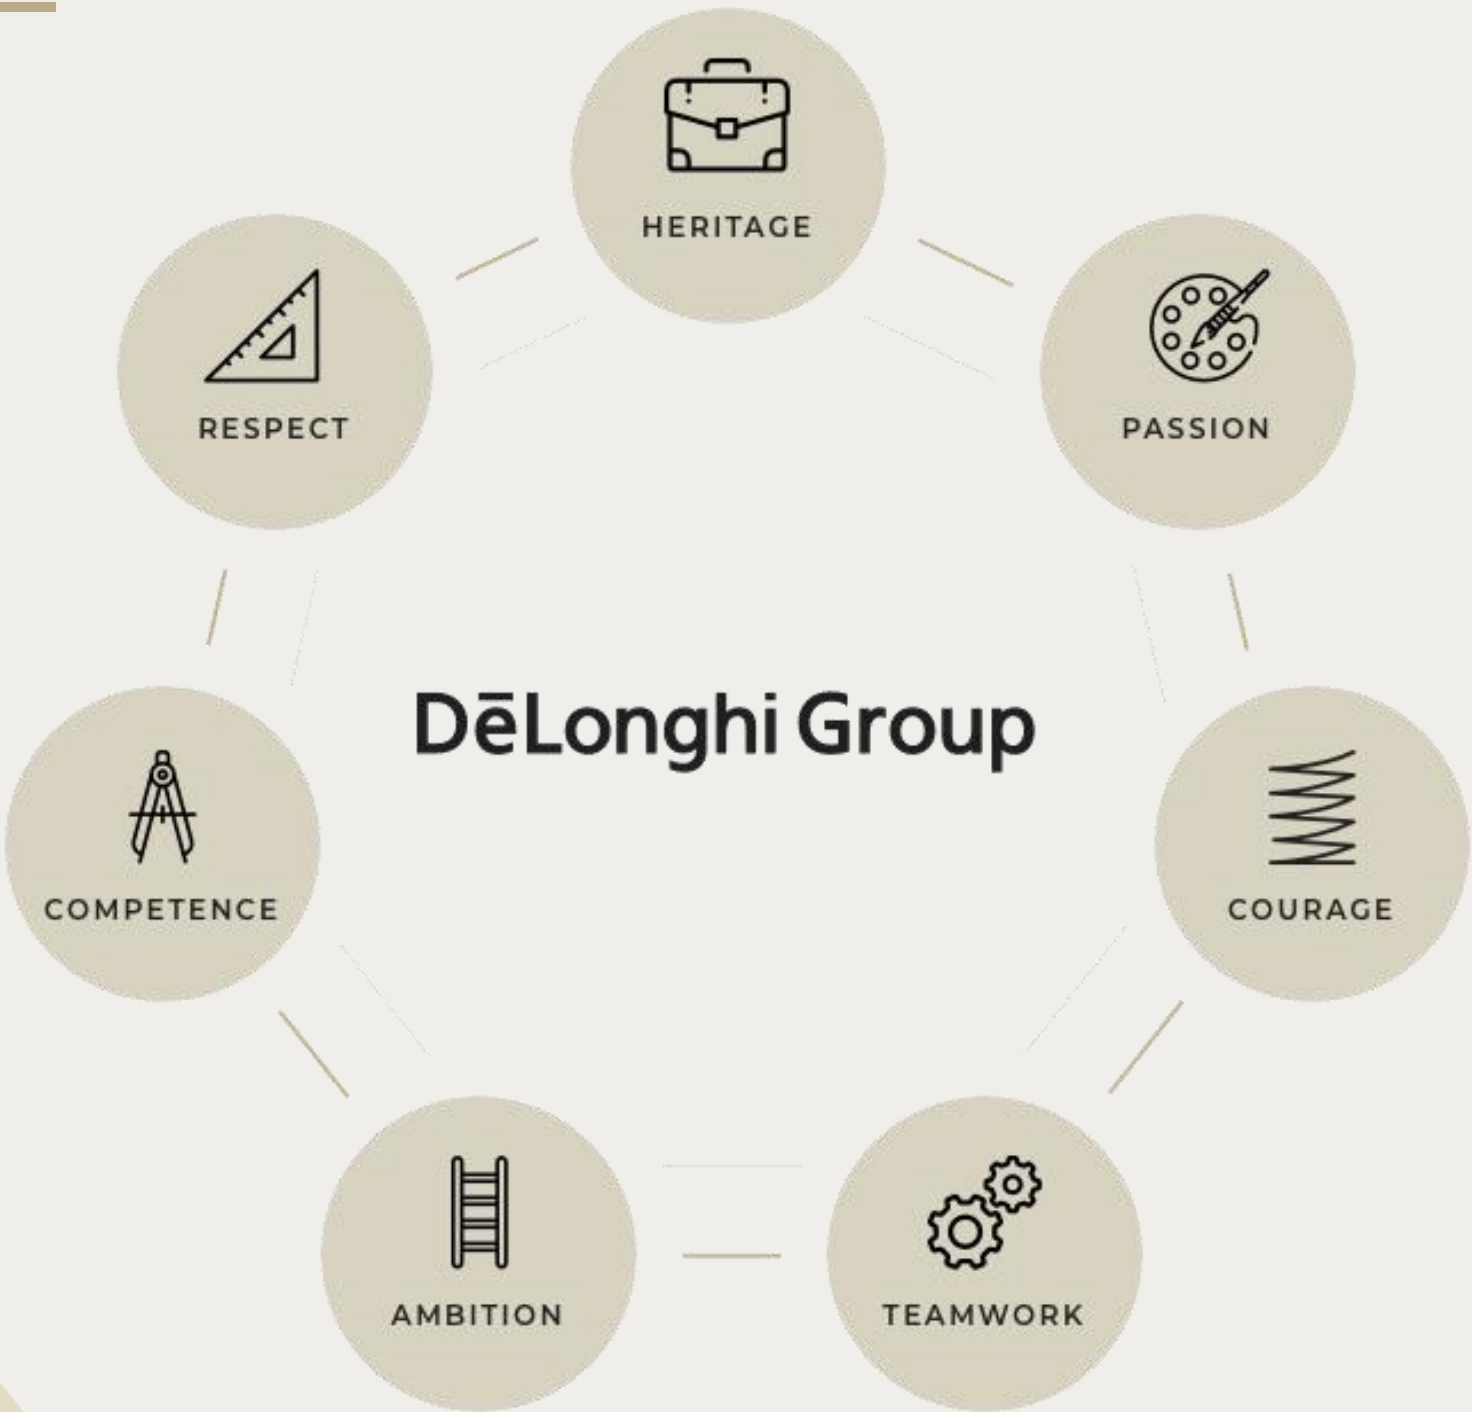 HERITAGE
RESPECT
PASSION
DēLonghi Group
COMPETENCE
COURAGE
AMBITION
TEAMWORK